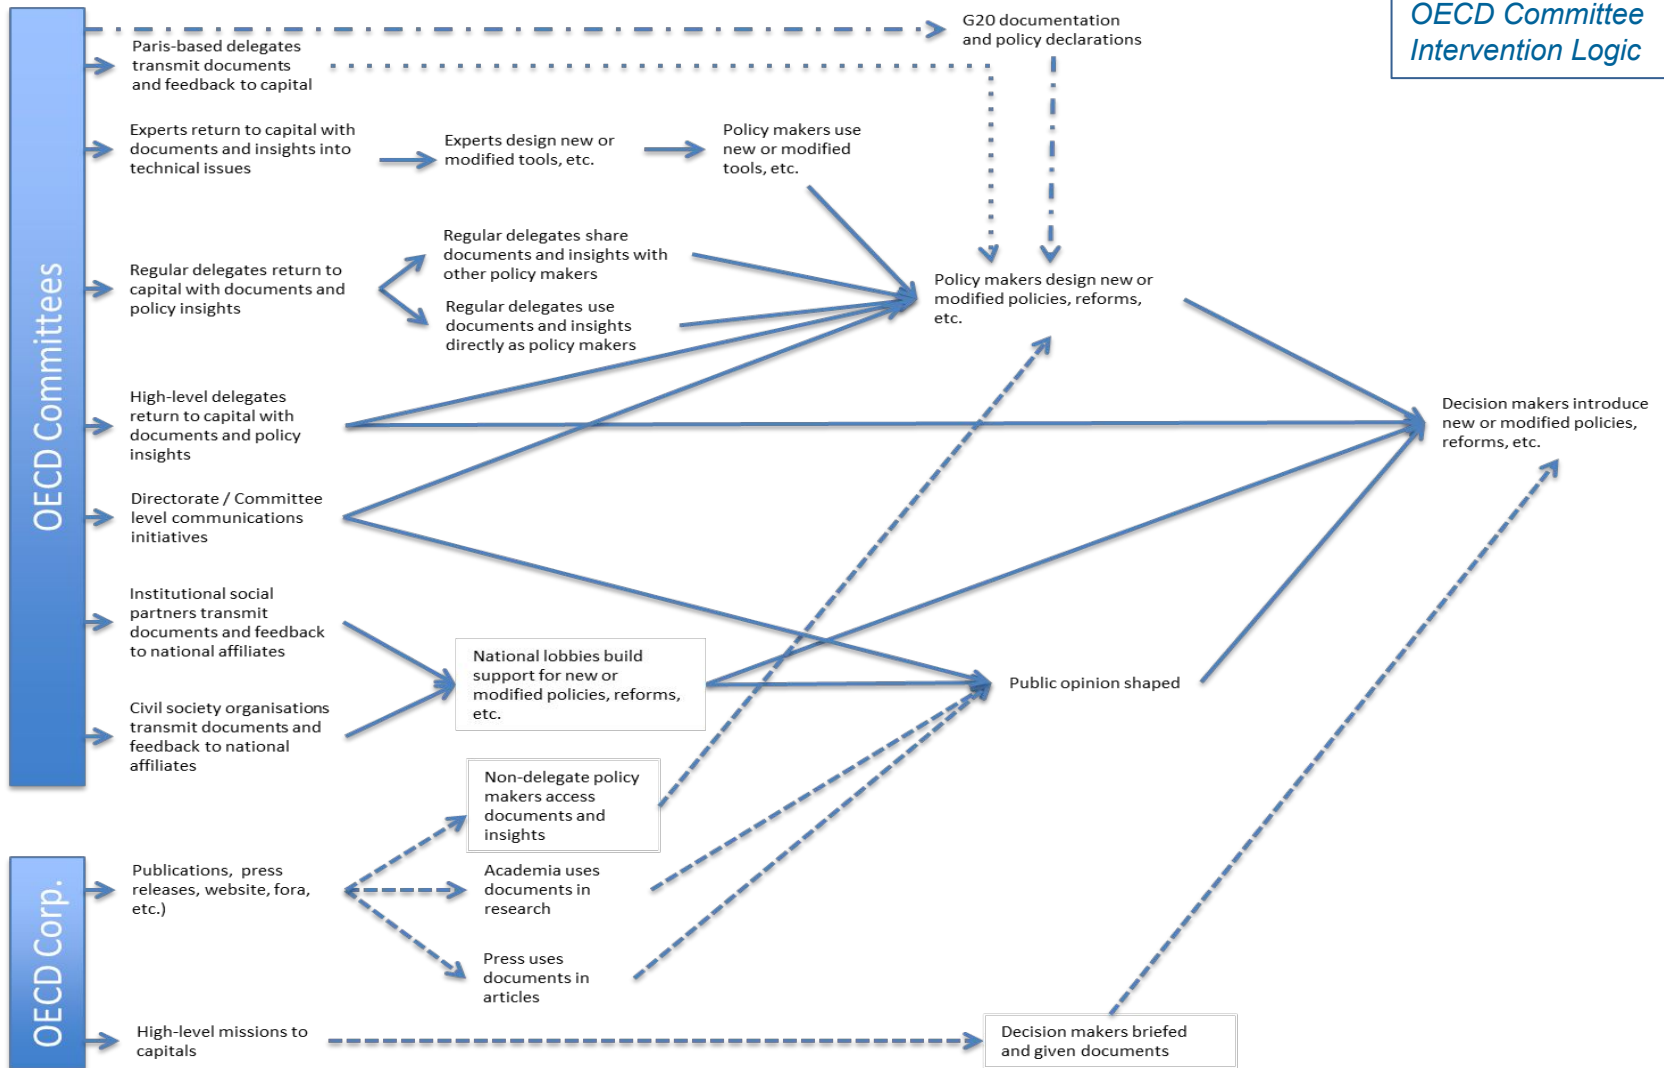 OECD Committee
Intervention Logic
OECD Committees
G20 documentation
and policy declarations
Paris-based delegates
transmit documents
and feedback to capital
Experts return to capital with
documents and insights into
technical issues
Experts design new or
modified tools, etc.
Policy makers use
new or modified
tools, etc.
Regular delegates return to
capital with documents and
policy insights
Regular delegates share
documents and insights with
other policy makers
Regular delegates use
documents and insights
directly as policy makers
Policy makers design new or
modified policies, reforms,
etc.
High-level delegates
return to capital with
documents and policy
insights
Decision makers introduce
new or modified policies,
reforms, etc.
Directorate / Committee
level communications
initiatives
Institutional social
partners transmit
documents and feedback
to national affiliates
National lobbies build
support for new or
modified policies, reforms,
etc.
Public opinion shaped
Civil society organisations
transmit documents and
feedback to national
affiliates
OECD Corp.
Non-delegate policy
makers access
documents and
insights
Publications, press
releases, website, fora,
etc.)
Academia uses
documents in
research
Press uses
documents in
articles
High-level missions to
capitals
Decision makers briefed
and given documents